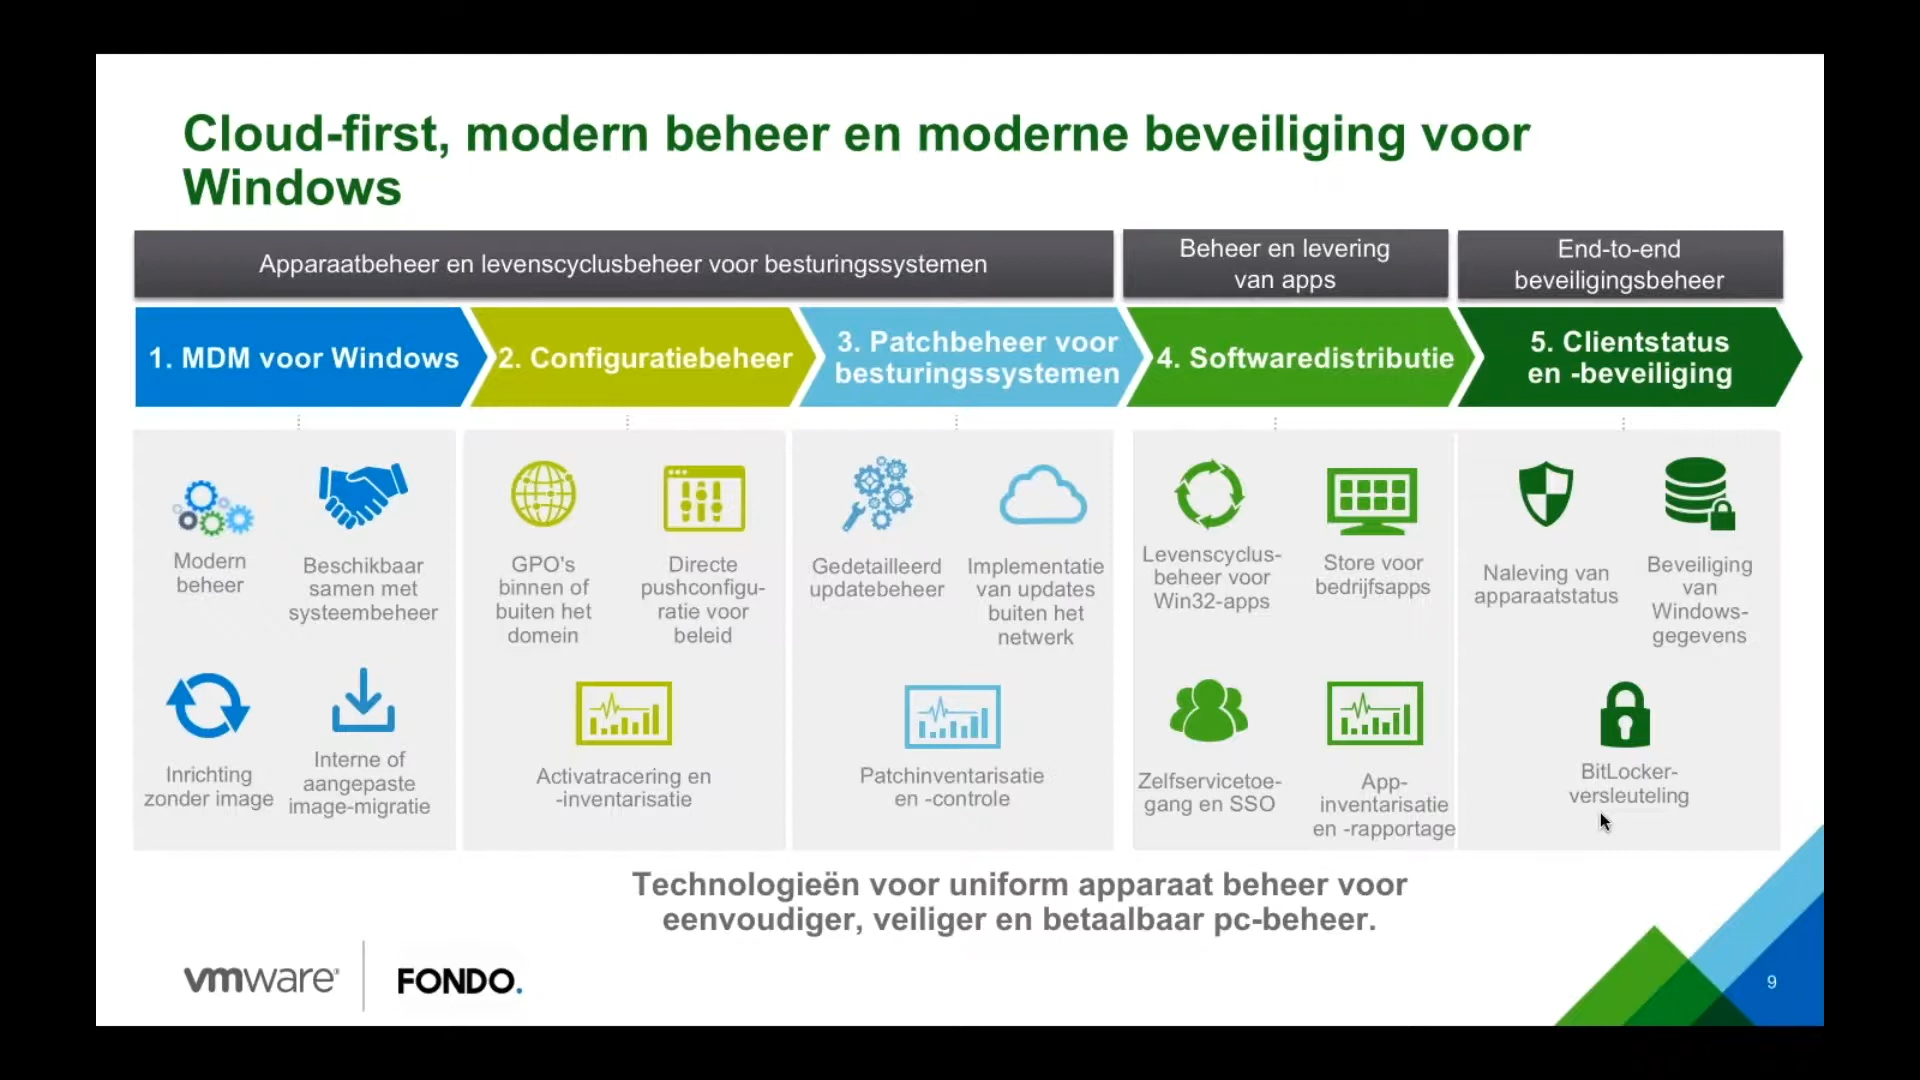 Cloud-first, modern beheer en moderne beveiliging voor
Windows
Apparaatbeheer en levenscyclusbeheer voor besturingssystemen
Beheer en levering
van apps
End-to-end
beveiligingsbeheer
1. MDM voor Windows
2. Configuratiebeheer
3. Patchbeheer voor
besturingssystemen
4. Softwaredistributie
5. Clientstatus
en -beveiliging
Modern
beheer
Beschikbaar
samen met
systeembeheer
Inrichting
zonder image
Interne of
aangepaste
image-migratie
GPO's
binnen of
buiten het
domein
Directe
pushconfigu-
ratie voor
beleid
Activatracering en
-inventarisatie
Gedetailleerd
updatebeheer
Implementatie
van updates
buiten het
netwerk
Patchinventarisatie
en -controle
Levenscyclus-
beheer voor
Win32-apps
Store voor
bedrijfsapps
Zelfservicetoe-
gang en SSO
App-
inventarisatie
en -rapportage
Naleving van
apparaatstatus
Beveiliging
van
Windows-
gegevens
BitLocker-
versleuteling
Technologieën voor uniform apparaat beheer voor
eenvoudiger, veiliger en betaalbaar pc-beheer.
vmware®
FONDO.
9